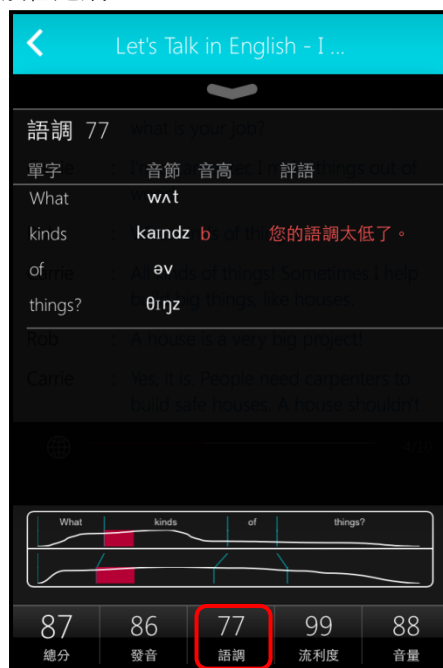 Let's Talk in English - I ...
語調 77
what is your job?
單字 音節 音高 評語
What wʌt
kinds kaɪndz b 您的語調太低了。
of əv
All kinds of things! Sometimes I help
things? θɪŋz
big things, like houses.
Rob : A house is a very big project!
Carrie : Yes, it is. People need carpenters to
build safe houses. A house shouldn't
What kinds of things?
87 86 77 99 88
總分 發音 語調 流利度 音量